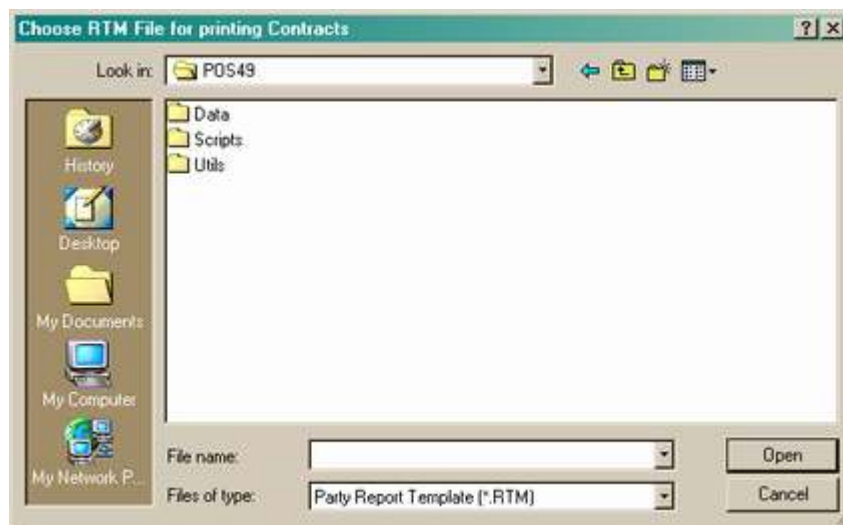 Choose RTM File for printing Contracts
Look in: POS49
Data
Scripts
Utils
History
Desktop
My Documents
My Computer
My Network P...
File name:
Open
Files of type: Party Report Template (*.RTM)
Cancel